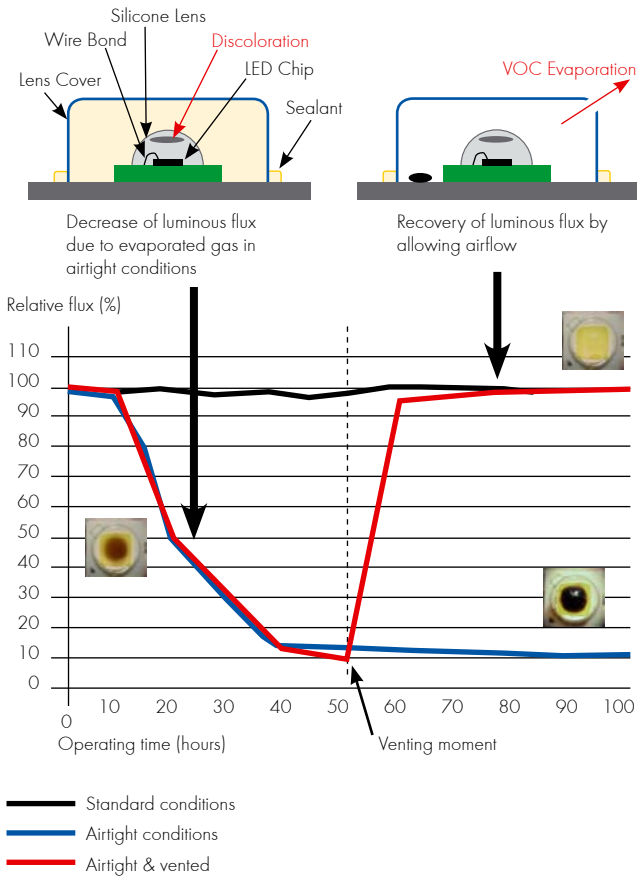 Silicone Lens
Wire Bond
Discoloration
LED Chip
VOC Evaporation
Lens Cover
Sealant
Decrease of luminous flux
due to evaporated gas in
airtight conditions
Recovery of luminous flux by
allowing airflow
Relative flux (%)
110
100
90
80
70
60
50
40
30
20
10
0
0 10 20 30 40 50 60 70 80 90 100
Operating time (hours)
Venting moment
Standard conditions
Airtight conditions
Airtight & vented